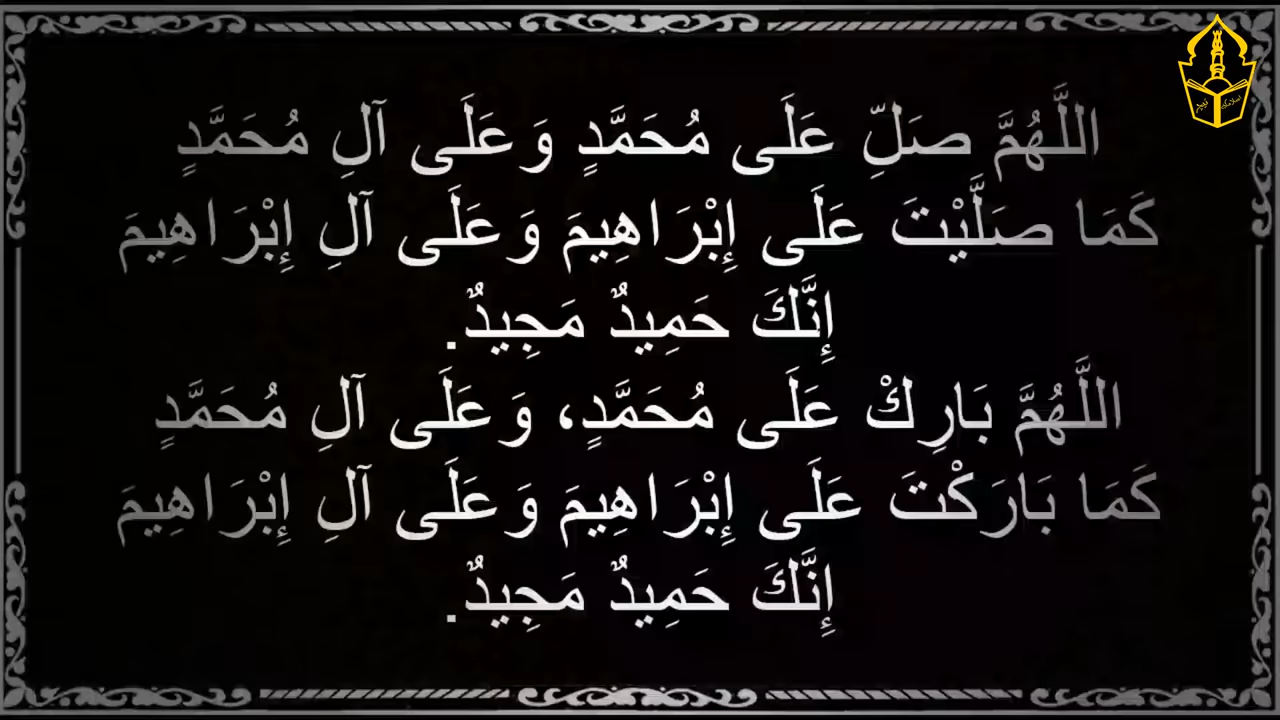 اللَّهُمَّ صَلِّ عَلَى مُحَمَّدٍ وَعَلَى آلِ مُحَمَّدٍ
كَمَا صَلَّيْتَ عَلَى إِبْرَاهِيمَ وَعَلَى آلِ إِبْرَاهِيمَ
إِنَّكَ حَمِيدٌ مَجِيدٌ.
اللَّهُمَّ بَارِكْ عَلَى مُحَمَّدٍ، وَعَلَى آلِ مُحَمَّدٍ
كَمَا بَارَكْتَ عَلَى إِبْرَاهِيمَ وَعَلَى آلِ إِبْرَاهِيمَ
إِنَّكَ حَمِيدٌ مَجِيدٌ.